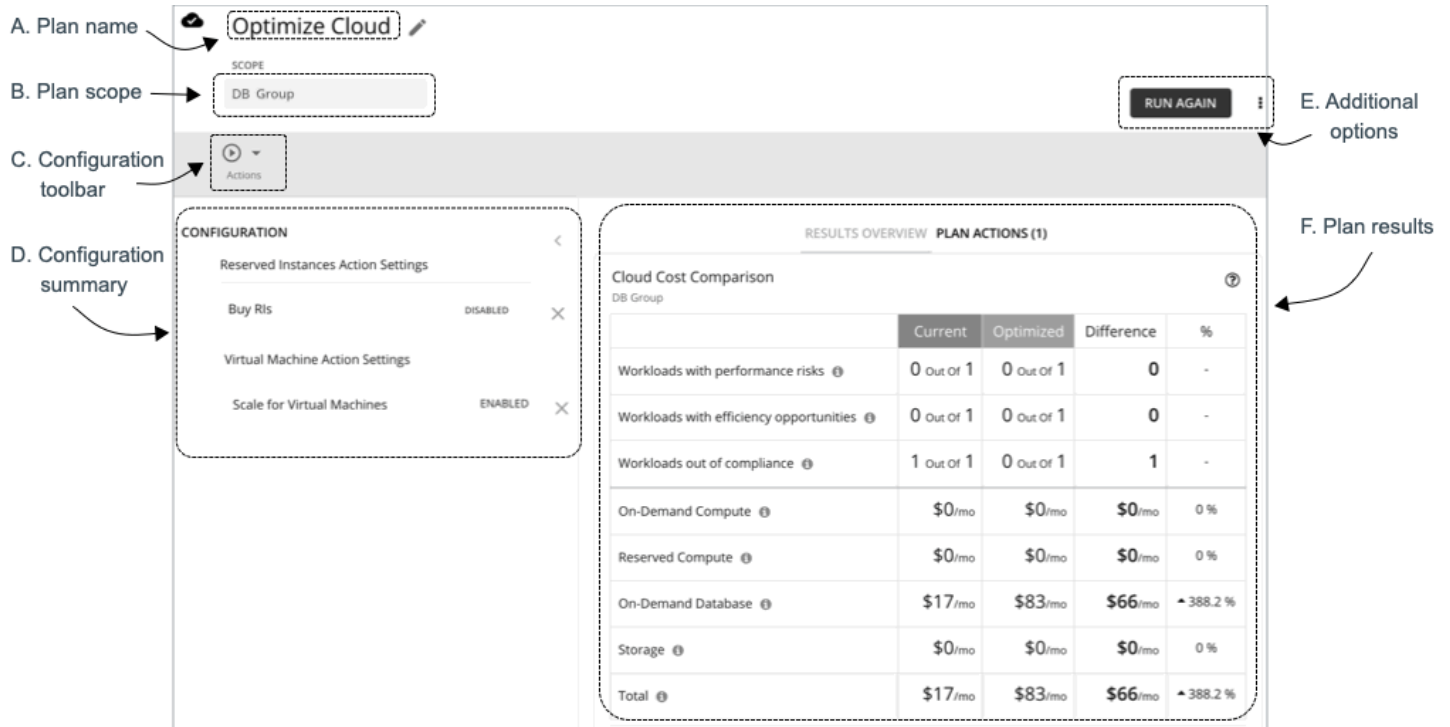 A. Plan name
Optimize Cloud
SCOPE
B. Plan scope
DB Group
RUN AGAIN
E. Additional
options
C. Configuration
toolbar
Actions
D. Configuration
summary
CONFIGURATION
Reserved Instances Action Settings
Buy RIs DISABLED
Virtual Machine Action Settings
Scale for Virtual Machines ENABLED
F. Plan results
RESULTS OVERVIEW PLAN ACTIONS (1)
Cloud Cost Comparison
DB Group
Current Optimized Difference %
Workloads with performance risks 0 Out Of 1 0 Out Of 1 0 -
Workloads with efficiency opportunities 0 Out Of 1 0 Out Of 1 0 -
Workloads out of compliance 1 Out Of 1 0 Out Of 1 1 -
On-Demand Compute $0/mo $0/mo $0/mo 0 %
Reserved Compute $0/mo $0/mo $0/mo 0 %
On-Demand Database $17/mo $83/mo $66/mo 388.2 %
Storage $0/mo $0/mo $0/mo 0 %
Total $17/mo $83/mo $66/mo 388.2 %